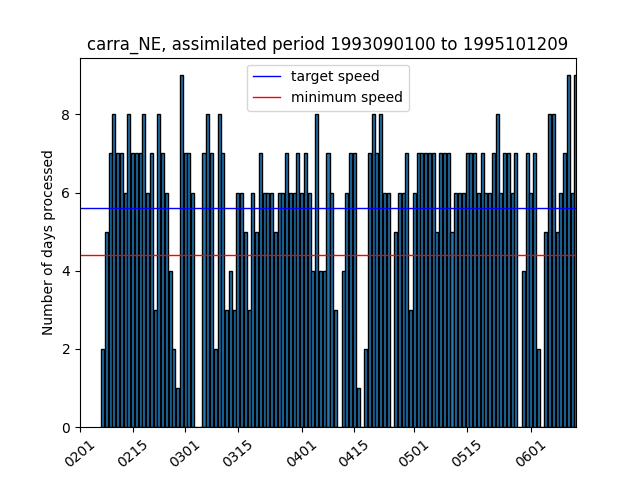 carra_NE, assimilated period 1993090100 to 1995101209
target speed
minimum speed
Number of days processed
8
6
4
2
0
0201 0215 0301 0315 0401 0415 0501 0515 0601